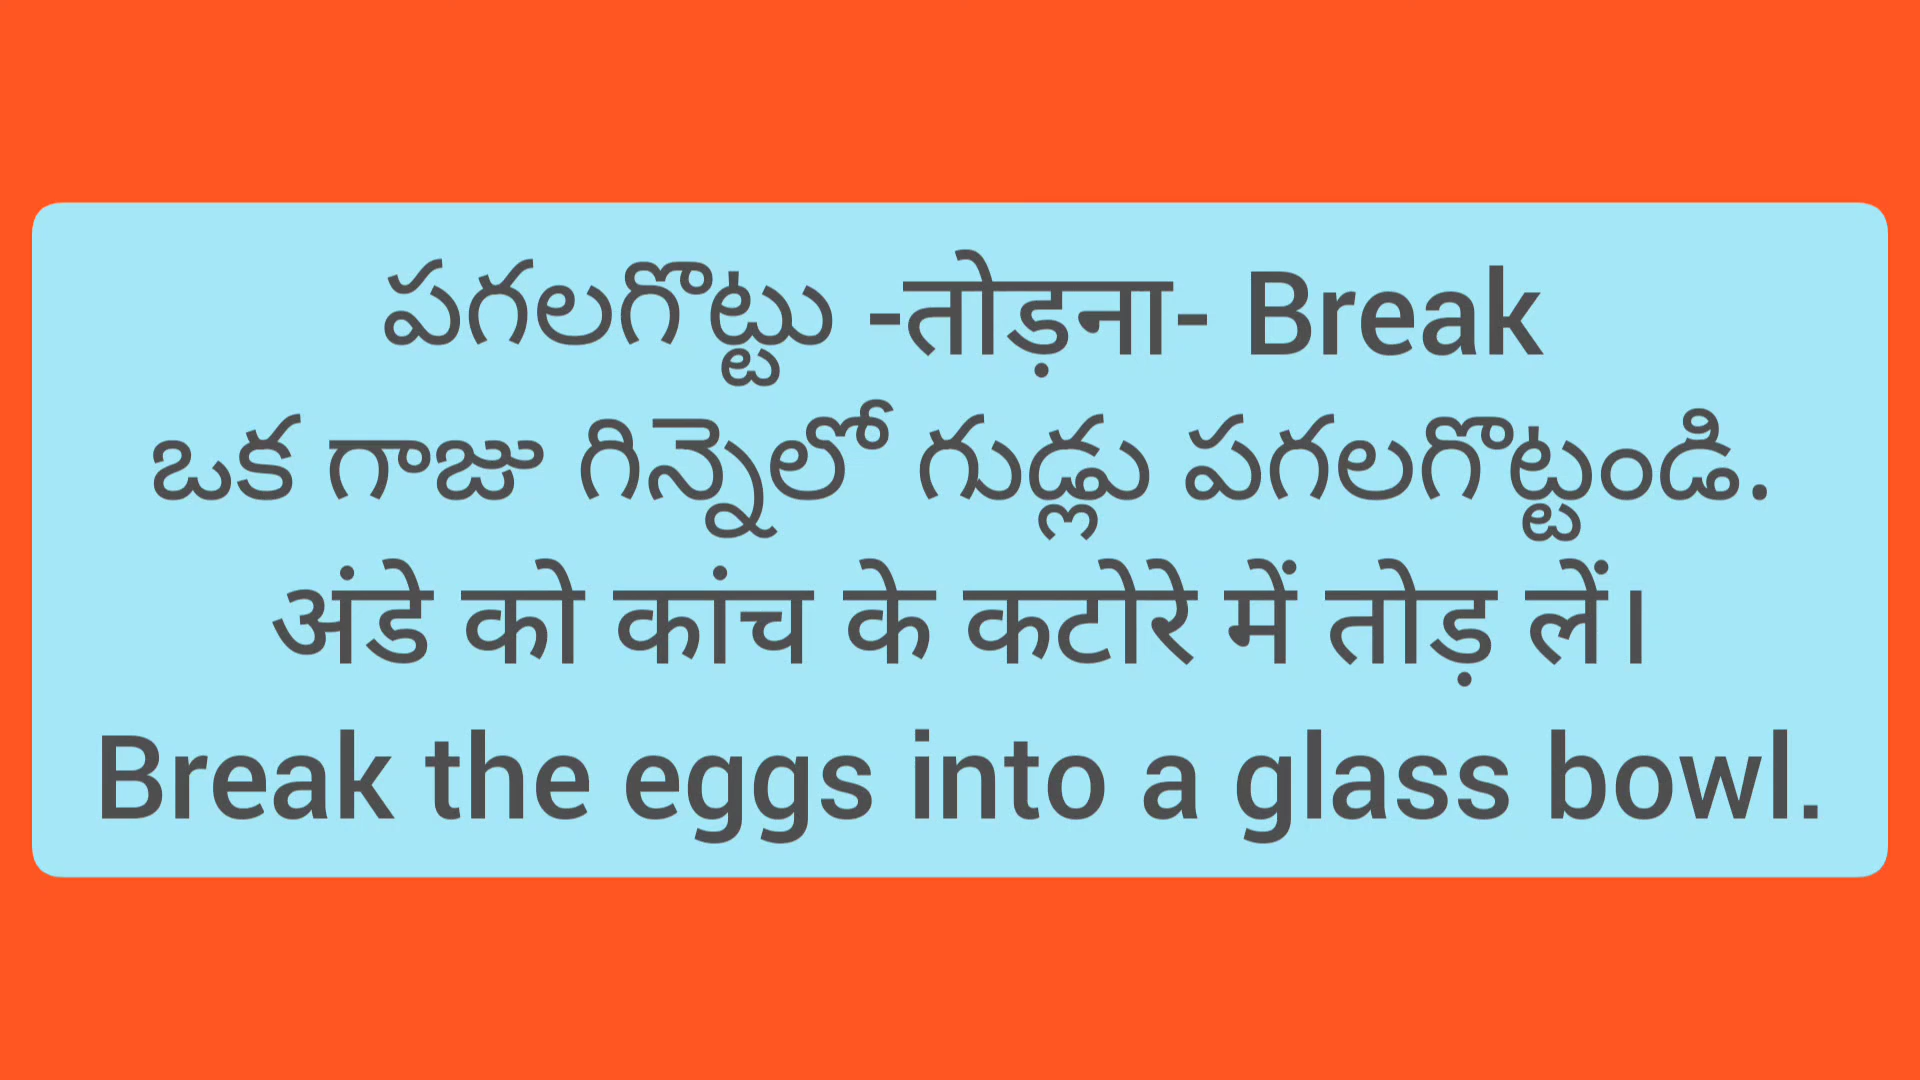 పగలగొట్టు -तोड़ना- Break
ఒక గాజు గిన్నెలో గుడ్లు పగలగొట్టండి.
अंडे को कांच के कटोरे में तोड़ लें।
Break the eggs into a glass bowl.